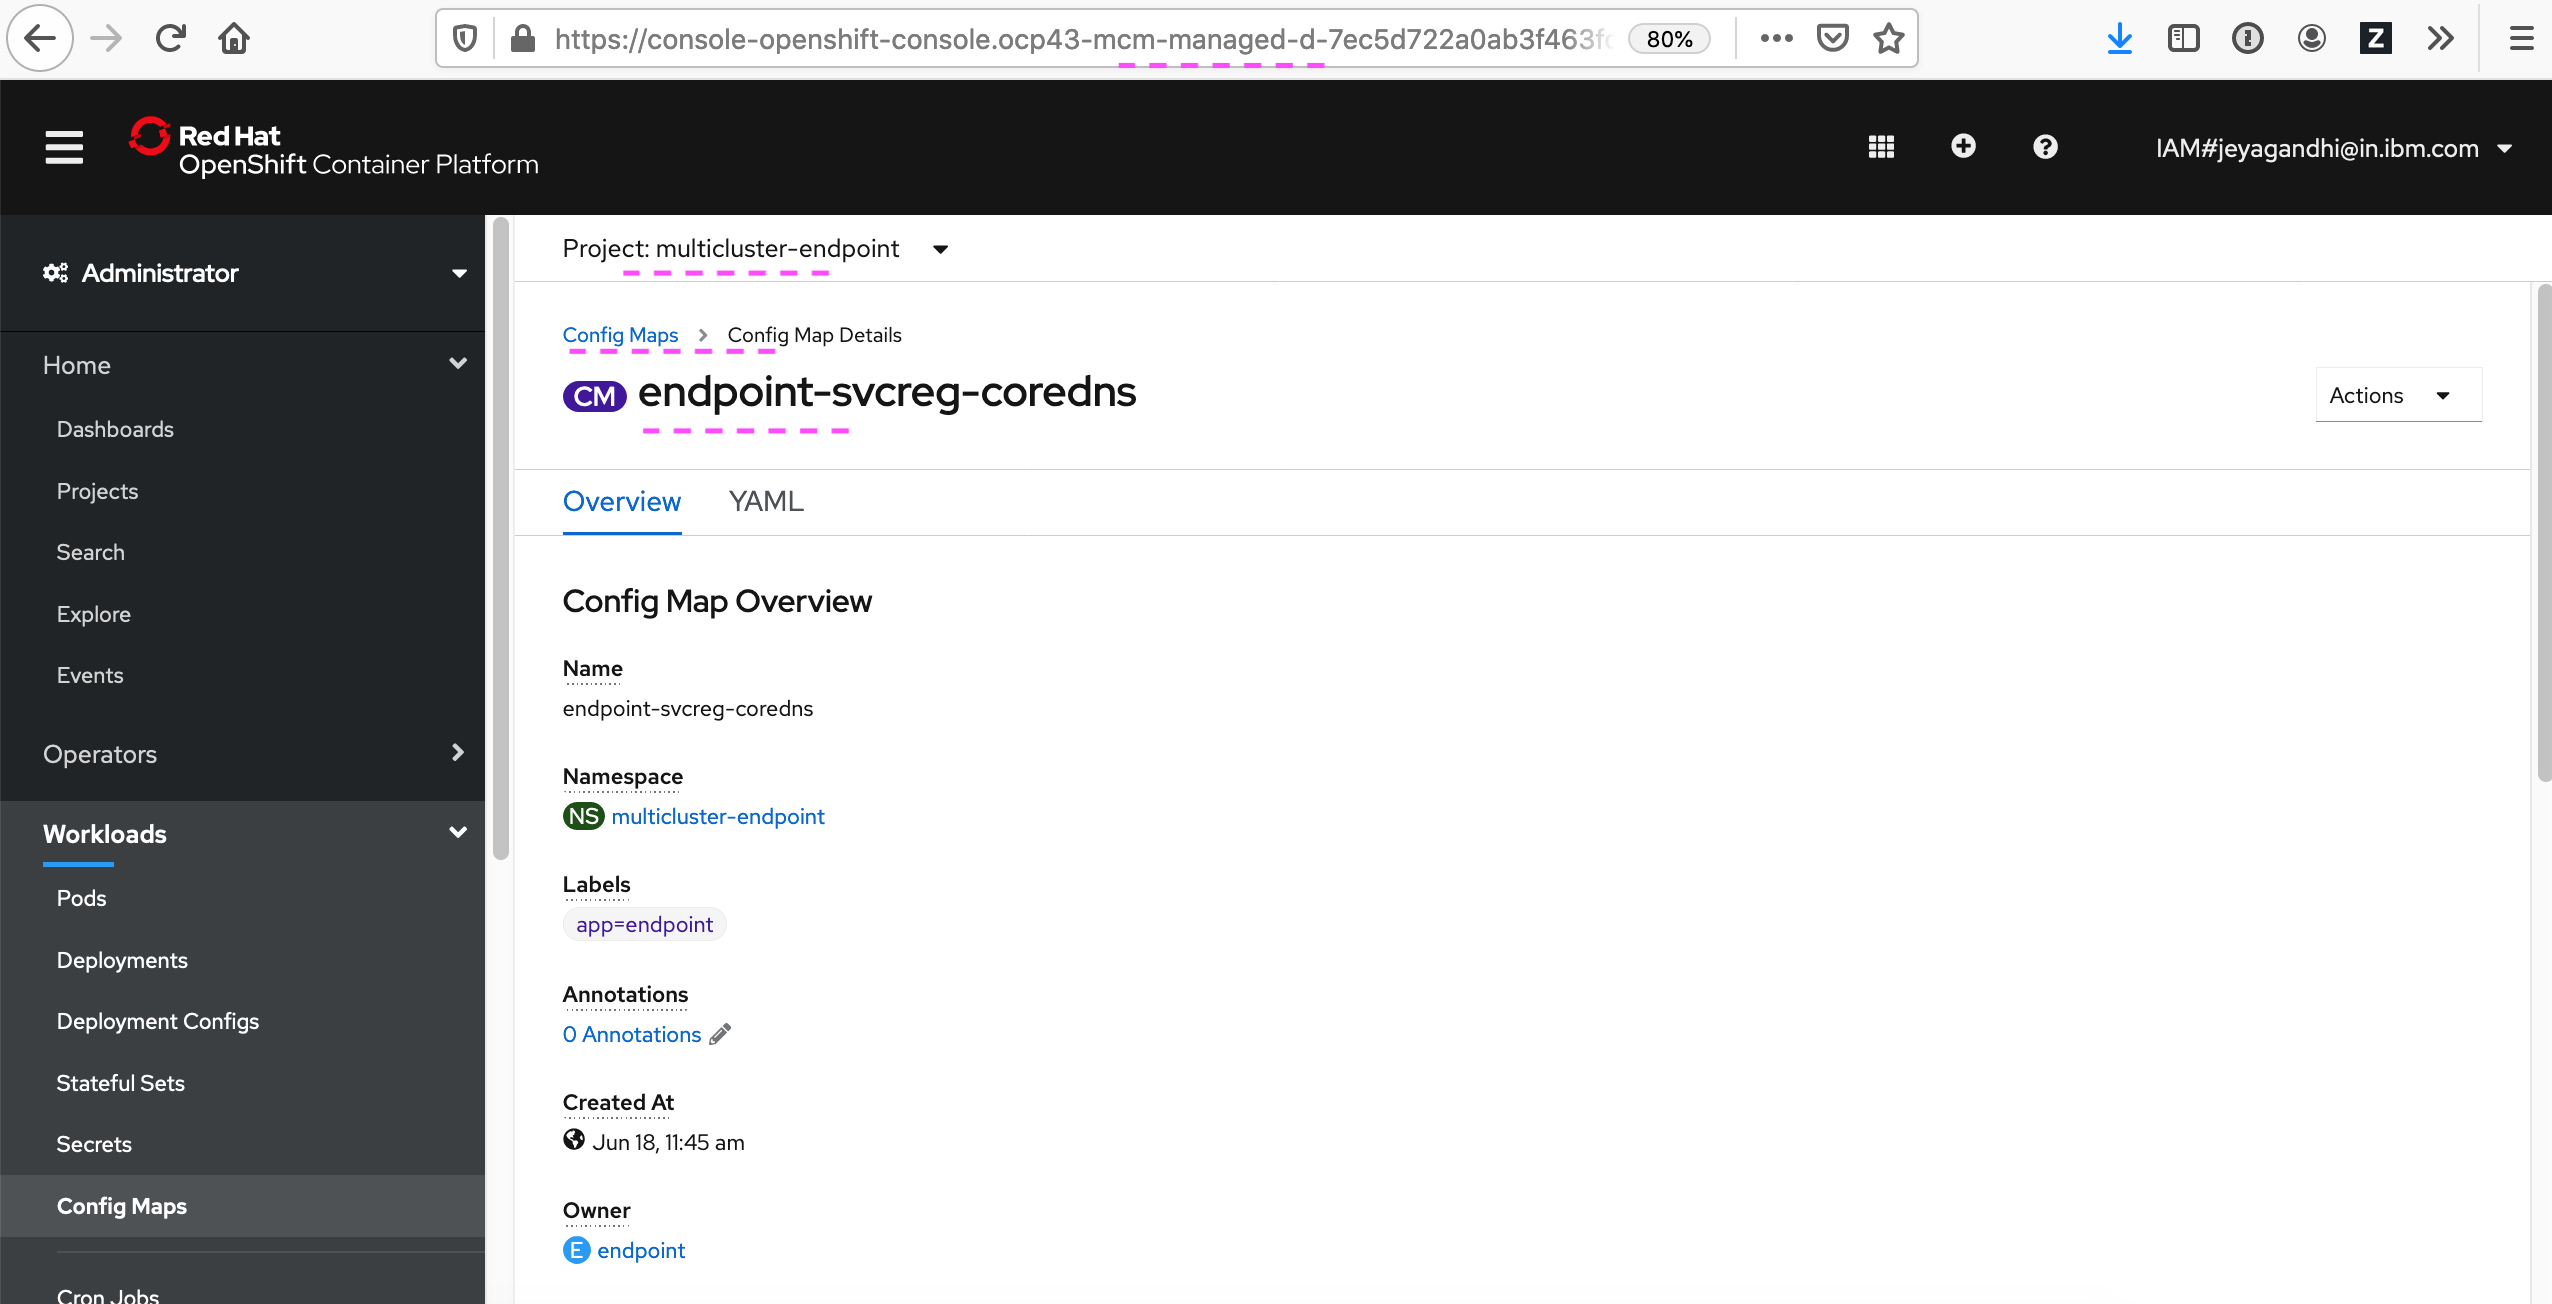 https://console-openshift-console.ocp43-mcm-managed-d-7ec5d722a0ab3f463fc
80%
Z
Red Hat
OpenShift Container Platform
IAM#jeyagandhi@in.ibm.com
Administrator
Home
Dashboards
Projects
Search
Explore
Events
Operators
Workloads
Pods
Deployments
Deployment Configs
Stateful Sets
Secrets
Config Maps
Cron Jobs
Project: multicluster-endpoint
Config Maps > Config Map Details
CM endpoint-svcreg-coredns
Actions
Overview YAML
Config Map Overview
Name
endpoint-svcreg-coredns
Namespace
NS multicluster-endpoint
Labels
app=endpoint
Annotations
0 Annotations
Created At
Jun 18, 11:45 am
Owner
E endpoint